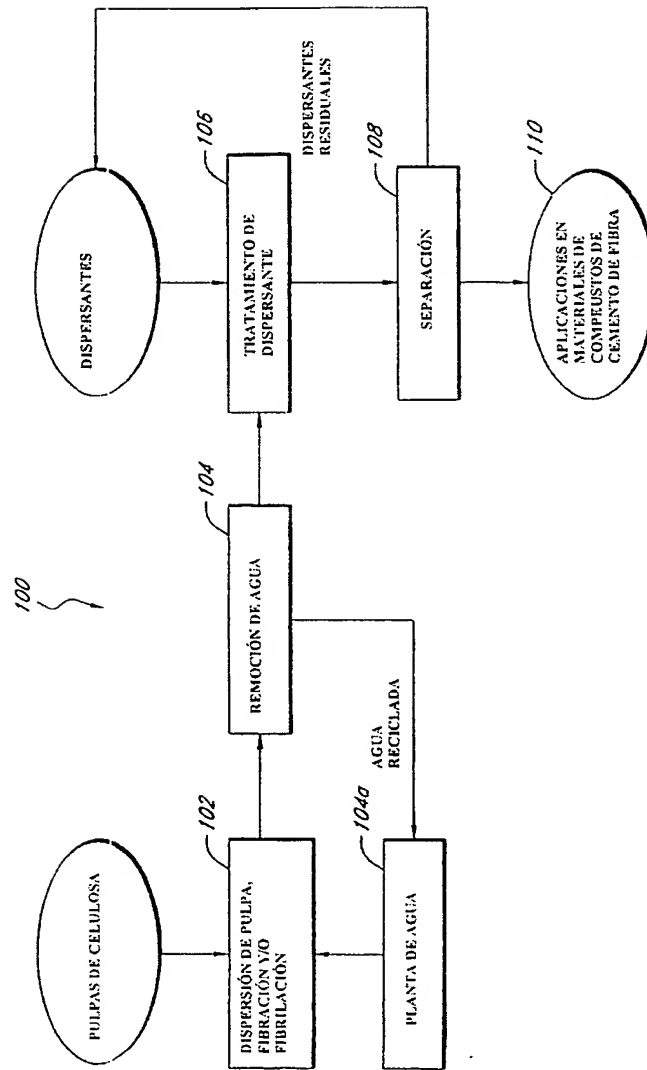 100
PULPAS DE CELULOSA
102
DISPERSIÓN DE PULPA,
FIBRACIÓN Y/O
FIBRILACIÓN
104
REMOCIÓN DE AGUA
AGUA
RECICLADA
104a
PLANTA DE AGUA
DISPERSANTES
106
TRATAMIENTO DE
DISPERSANTE
DISPERSANTES
RESIDUALES
108
SEPARACIÓN
110
APLICACIONES EN
MATERIALES DE
COMPEUSTOS DE
CEMENTO DE FIBRA